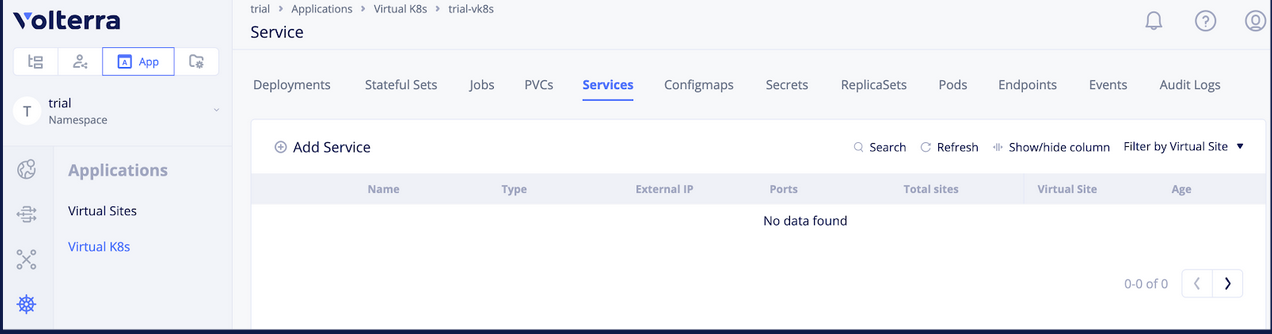 Volterra
trial > Applications > Virtual K8s > trial-vk8s
Service
App
T
trial
Namespace
Deployments Stateful Sets Jobs PVCs Services Configmaps Secrets ReplicaSets Pods Endpoints Events Audit Logs
Applications
Virtual Sites
Virtual K8s
Add Service Search Refresh Show/hide column Filter by Virtual Site
Name Type External IP Ports Total sites Virtual Site Age
No data found
0-0 of 0